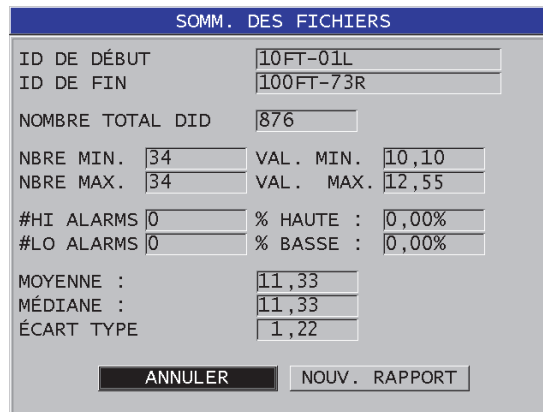 SOMM. DES FICHIERS
ID DE DÉBUT 10FT-01L
ID DE FIN 100FT-73R
NOMBRE TOTAL DID 876
NBRE MIN. 34 VAL. MIN. 10,10
NBRE MAX. 34 VAL. MAX. 12,55
#HI ALARMS 0 % HAUTE : 0,00%
#LO ALARMS 0 % BASSE : 0,00%
MOYENNE : 11,33
MÉDIANE : 11,33
ÉCART TYPE 1,22
ANNULER NOUV. RAPPORT